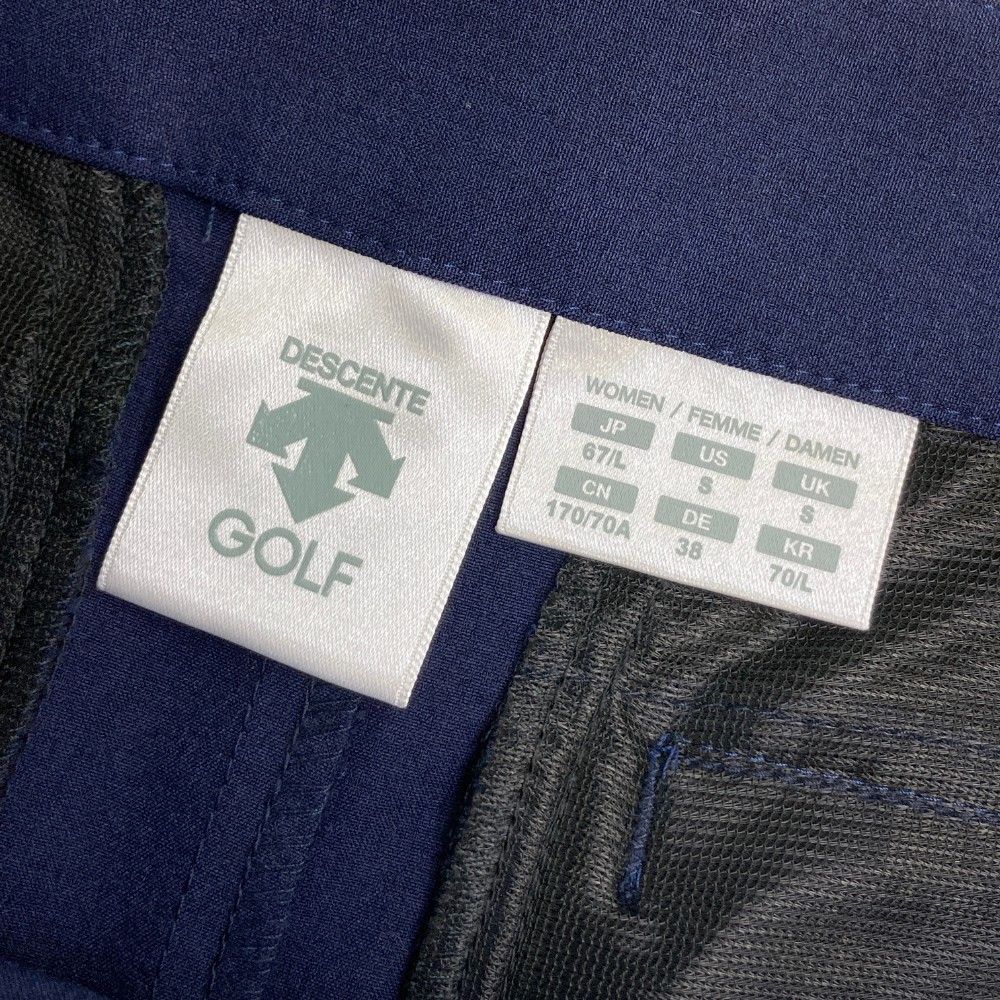 DESCENTE
GOLF
WOMEN / FEMME / DAMEN
JP US UK
67/L S S
CN DE KR
170/70A 38 70/L